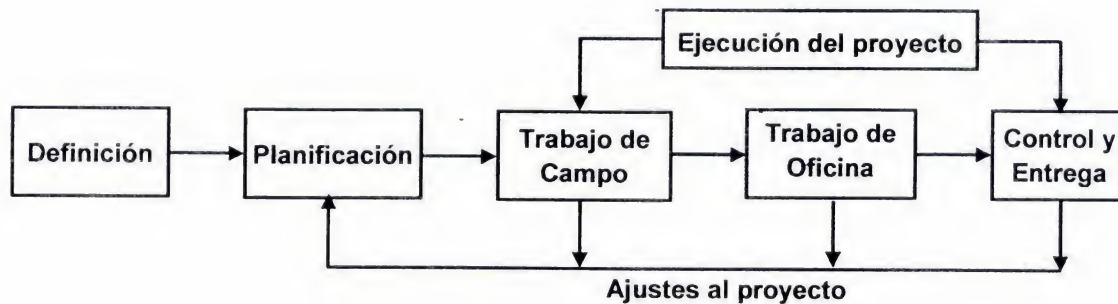 Ejecución del proyecto
Definición
Planificación
Trabajo de
Campo
Trabajo de
Oficina
Control y
Entrega
Ajustes al proyecto